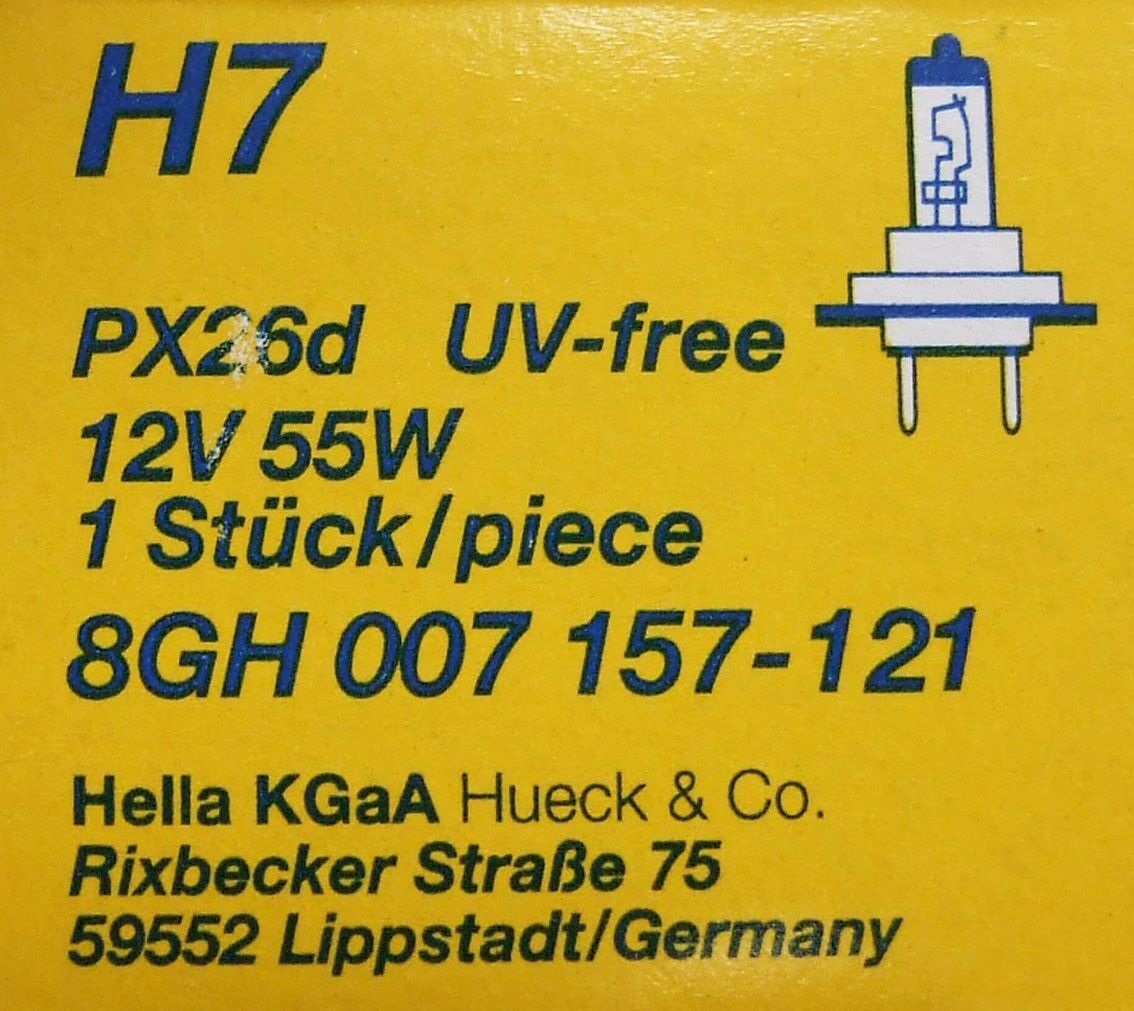 H7
PX26d UV-free
12V 55W
1 Stück/piece
8GH 007 157-121
Hella KGaA Hueck & Co.
Rixbecker Straße 75
59552 Lippstadt/Germany